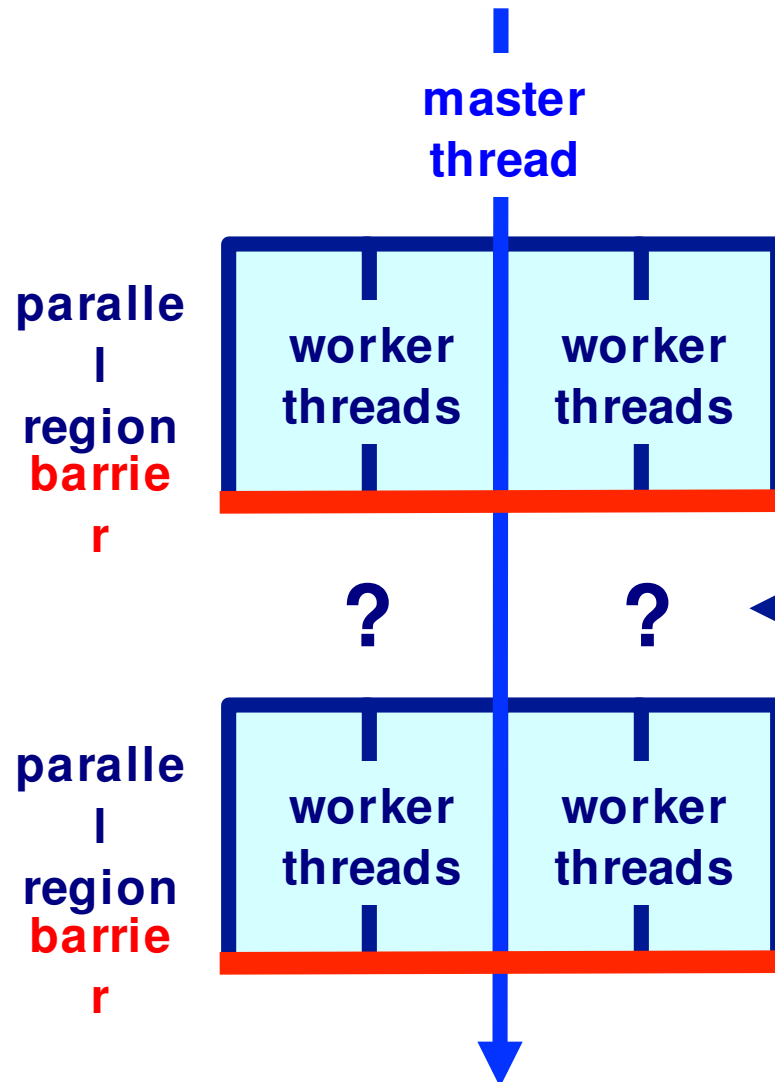 master
thread
paralle
l
region
barrie
r
worker
threads
worker
threads
?
?
paralle
l
region
barrie
r
worker
threads
worker
threads